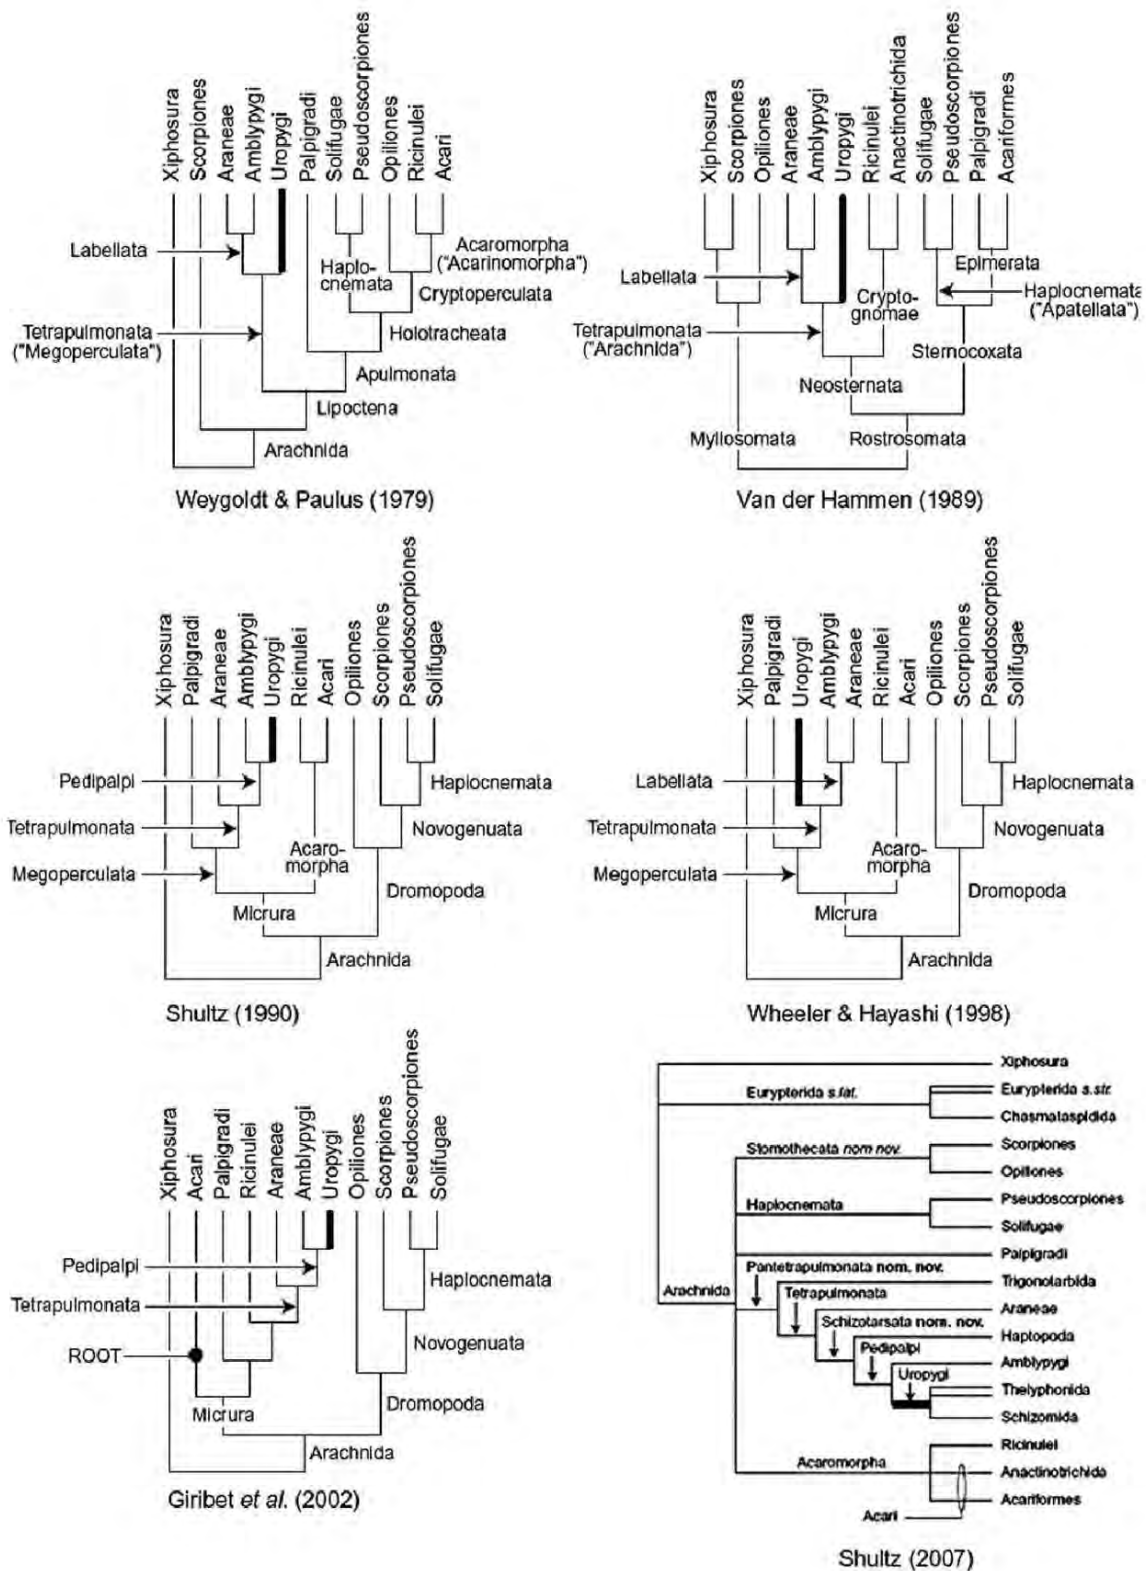 Xiphosura
Scorpiones
Araneae
Amblypygi
Uropygi
Palpigradi
Solifugae
Pseudoscorpiones
Opiliones
Ricinulei
Acari
Labellata
Haplo-
cnemata
Acaromorpha
("Acarinomorpha")
Cryptoperculata
Tetrapulmonata
("Megoperculata")
Holotracheata
Apulmonata
Lipoctena
Arachnida
Weygoldt & Paulus (1979)
Xiphosura
Scorpiones
Opiliones
Araneae
Amblypygi
Uropygi
Ricinulei
Anactinotrichida
Solifugae
Pseudoscorpiones
Palpigradi
Acariformes
Labellata
Crypto-
gnomae
Epimerata
Haplocnemata
("Apatellata")
Tetrapulmonata
("Arachnida")
Sternocoxata
Neosternata
Myliosomata
Rostrosomata
Van der Hammen (1989)
Xiphosura
Palpigradi
Araneae
Amblypygi
Uropygi
Ricinulei
Acari
Opiliones
Scorpiones
Pseudoscorpiones
Solifugae
Pedipalpi
Haplocnemata
Tetrapulmonata
Novogenuata
Megoperculata
Acaro-
morpha
Dromopoda
Micrura
Arachnida
Shultz (1990)
Xiphosura
Palpigradi
Uropygi
Amblypygi
Araneae
Ricinulei
Acari
Opiliones
Scorpiones
Pseudoscorpiones
Solifugae
Labellata
Haplocnemata
Tetrapulmonata
Novogenuata
Megoperculata
Acaro-
morpha
Dromopoda
Micrura
Arachnida
Wheeler & Hayashi (1998)
Xiphosura
Acari
Palpigradi
Ricinulei
Araneae
Amblypygi
Uropygi
Opiliones
Scorpiones
Pseudoscorpiones
Solifugae
Pedipalpi
Haplocnemata
Tetrapulmonata
Novogenuata
ROOT
Dromopoda
Micrura
Arachnida
Giribet et al. (2002)
Xiphosura
Eurypterida s.lat.
Eurypterida s.str.
Chasmataspidida
Stomothecata nom nov.
Scorpiones
Opiliones
Haplocnemata
Pseudoscorpiones
Solifugae
Palpigradi
Pantetrapulmonata nom. nov.
Trigonotarbida
Tetrapulmonata
Arachnida
Araneae
Schizotarsata nom. nov.
Haptopoda
Pedipalpi
Amblypygi
Uropygi
Thelyphonida
Schizomida
Ricinulei
Acaromorpha
Anactinotrichida
Acariformes
Acari
Shultz (2007)